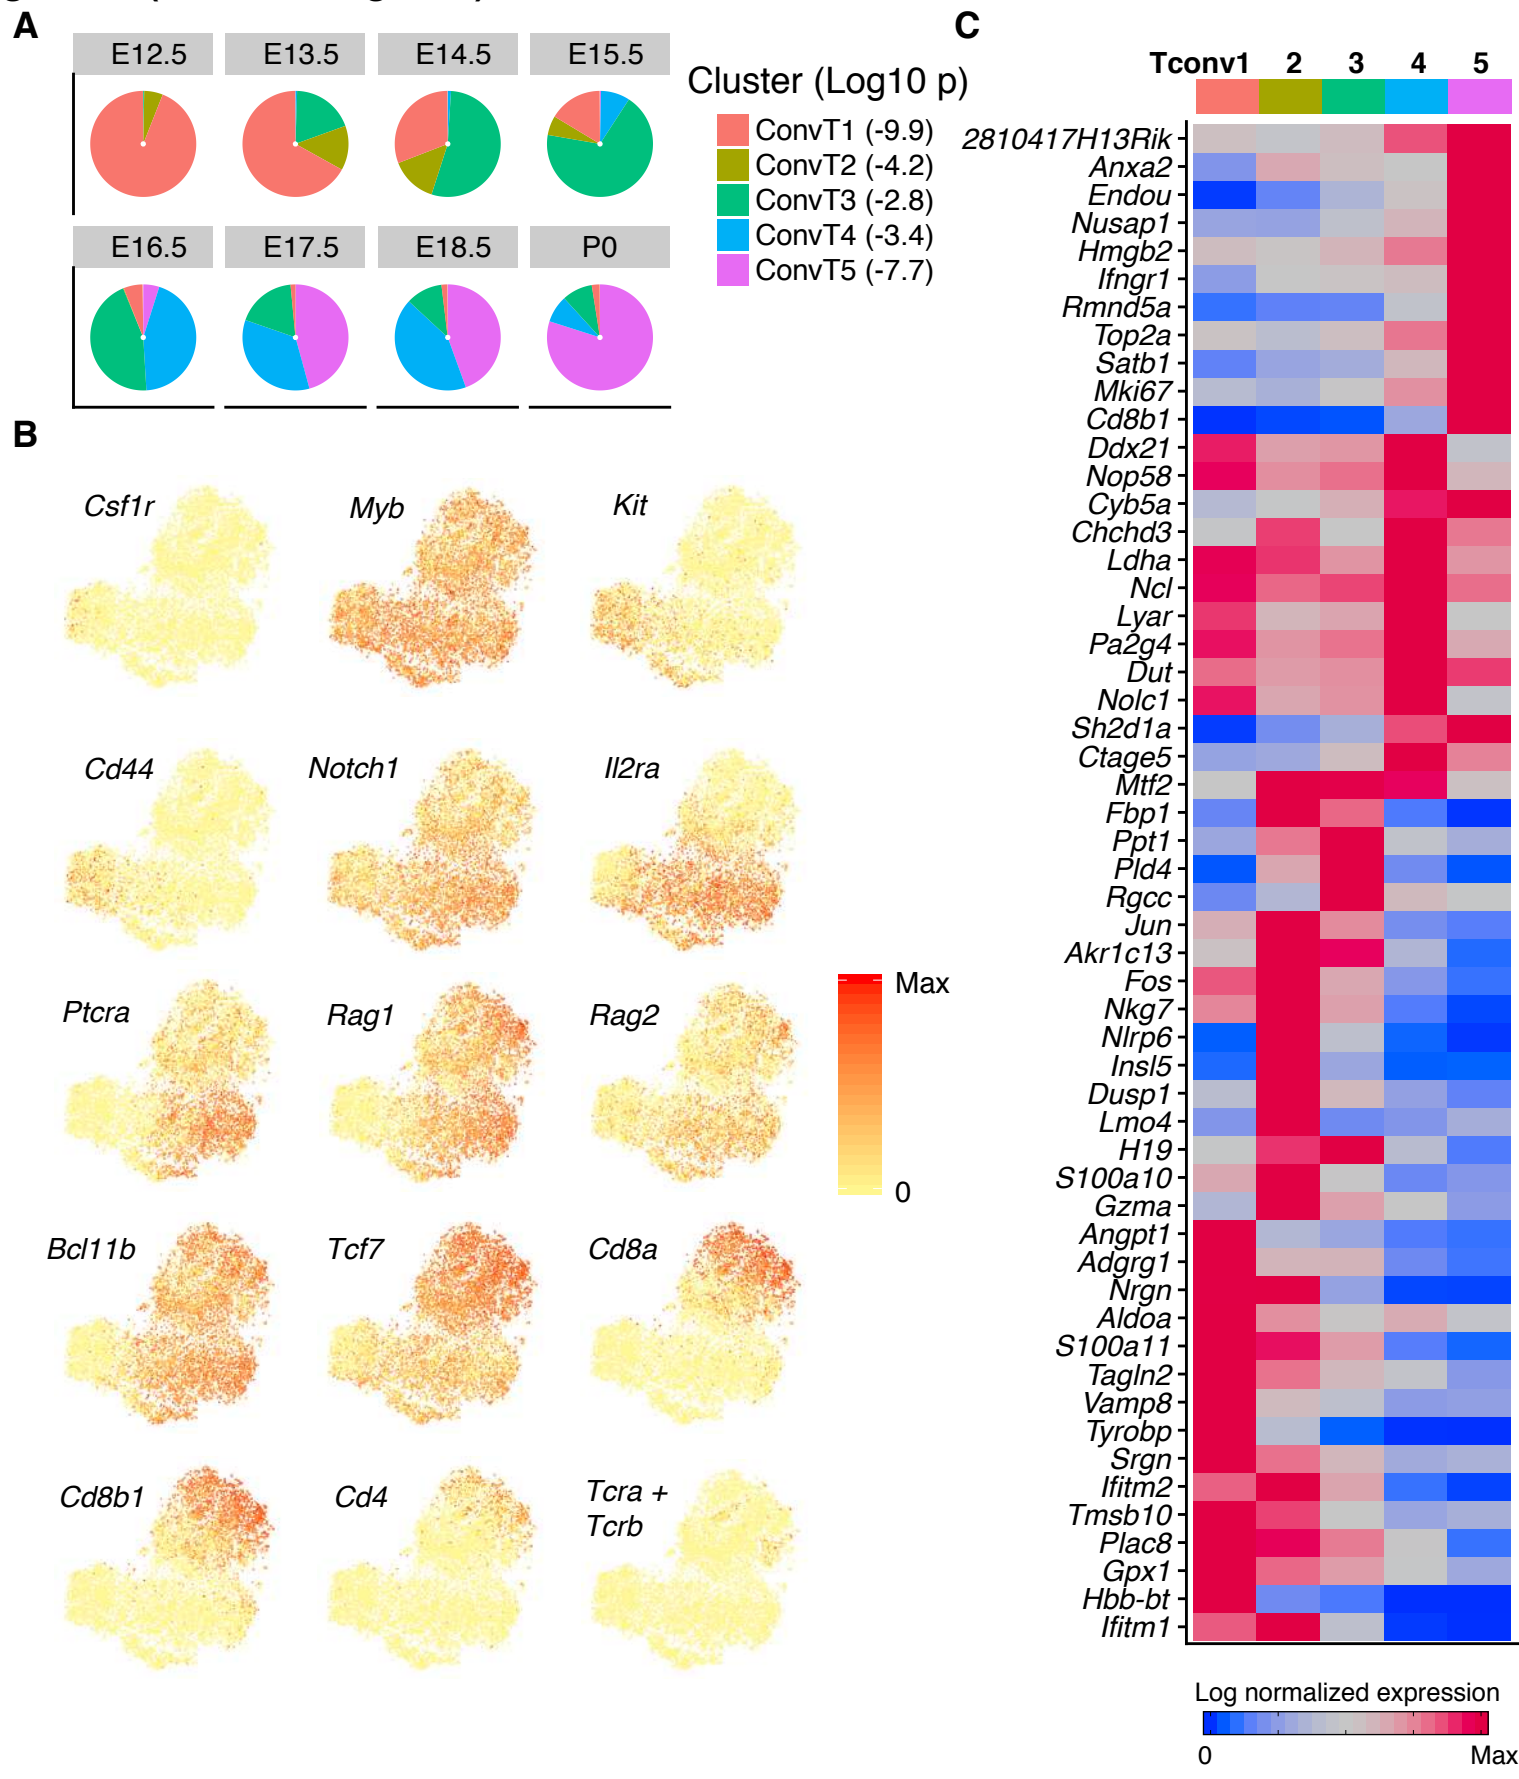 A
E12.5 E13.5 E14.5 E15.5
E16.5 E17.5 E18.5 P0
Cluster (Log10 p)
ConvT1 (-9.9)
ConvT2 (-4.2)
ConvT3 (-2.8)
ConvT4 (-3.4)
ConvT5 (-7.7)
B
Csf1r Myb Kit
Cd44 Notch1 Il2ra
Ptcra Rag1 Rag2
Bcl11b Tcf7 Cd8a
Cd8b1 Cd4 Tcra +
Tcrb
Max
0
C
Tconv1 2 3 4 5
2810417H13Rik
Anxa2
Endou
Nusap1
Hmgb2
Ifngr1
Rmnd5a
Top2a
Satb1
Mki67
Cd8b1
Ddx21
Nop58
Cyb5a
Chchd3
Ldha
Ncl
Lyar
Pa2g4
Dut
Nolc1
Sh2d1a
Ctage5
Mtf2
Fbp1
Ppt1
Pld4
Rgcc
Jun
Akr1c13
Fos
Nkg7
Nlrp6
Insl5
Dusp1
Lmo4
H19
S100a10
Gzma
Angpt1
Adgrg1
Nrgn
Aldoa
S100a11
Tagln2
Vamp8
Tyrobp
Srgn
Ifitm2
Tmsb10
Plac8
Gpx1
Hbb-bt
Ifitm1
Log normalized expression
0 Max